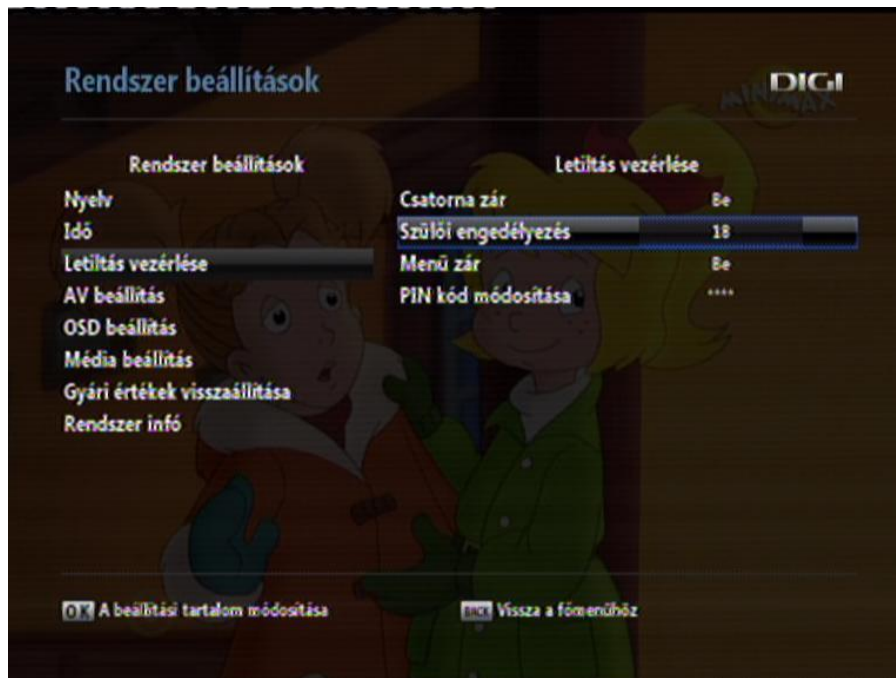 Rendszer beállítások
DIGI
MINIMAX
Rendszer beállítások
Nyelv
Idő
Letiltás vezérlése
AV beállítás
OSD beállítás
Média beállítás
Gyári értékek visszaállítása
Rendszer infó
Letiltás vezérlése
Csatorna zár Be
Szülői engedélyezés 18
Menü zár Be
PIN kód módosítása ****
OK A beállítási tartalom módosítása
BACK Vissza a főmenühöz